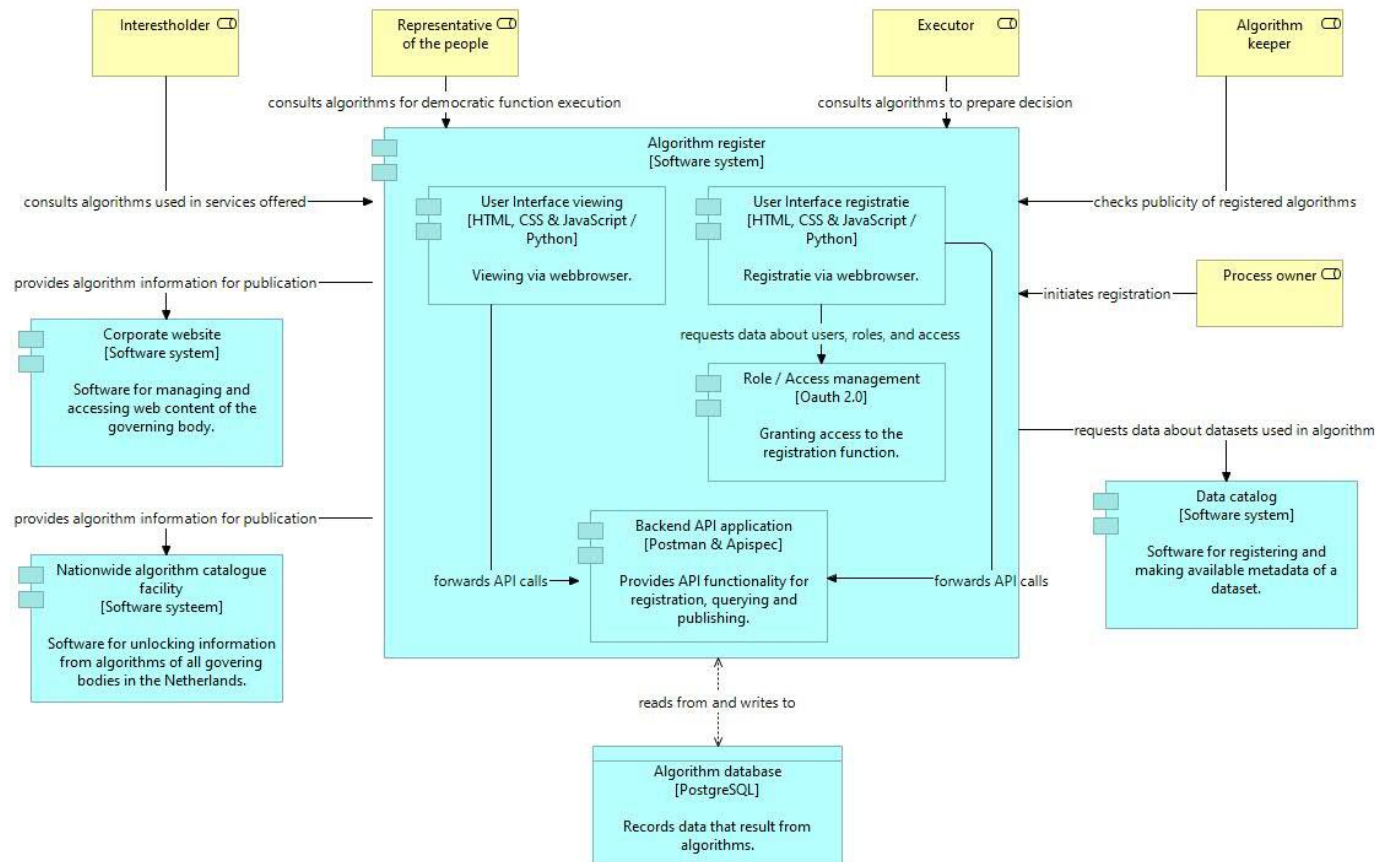 Interestholder
Representative
of the people
Executor
Algorithm
keeper
consults algorithms for democratic function execution
consults algorithms to prepare decision
Algorithm register
[Software system]
consults algorithms used in services offered
User Interface viewing
[HTML, CSS & JavaScript /
Python]
Viewing via webbrowser.
User Interface registratie
[HTML, CSS & JavaScript /
Python]
Registratie via webbrowser.
checks publicity of registered algorithms
provides algorithm information for publication
Process owner
initiates registration
Corporate website
[Software system]
Software for managing and
accessing web content of the
governing body.
requests data about users, roles, and access
Role / Access management
[Oauth 2.0]
Granting access to the
registration function.
requests data about datasets used in algorithm
Data catalog
[Software system]
Software for registering and
making available metadata of a
dataset.
provides algorithm information for publication
Nationwide algorithm catalogue
facility
[Software systeem]
Software for unlocking information
from algorithms of all govering
bodies in the Netherlands.
forwards API calls
Backend API application
[Postman & Apispec]
Provides API functionality for
registration, querying and
publishing.
forwards API calls
reads from and writes to
Algorithm database
[PostgreSQL]
Records data that result from
algorithms.